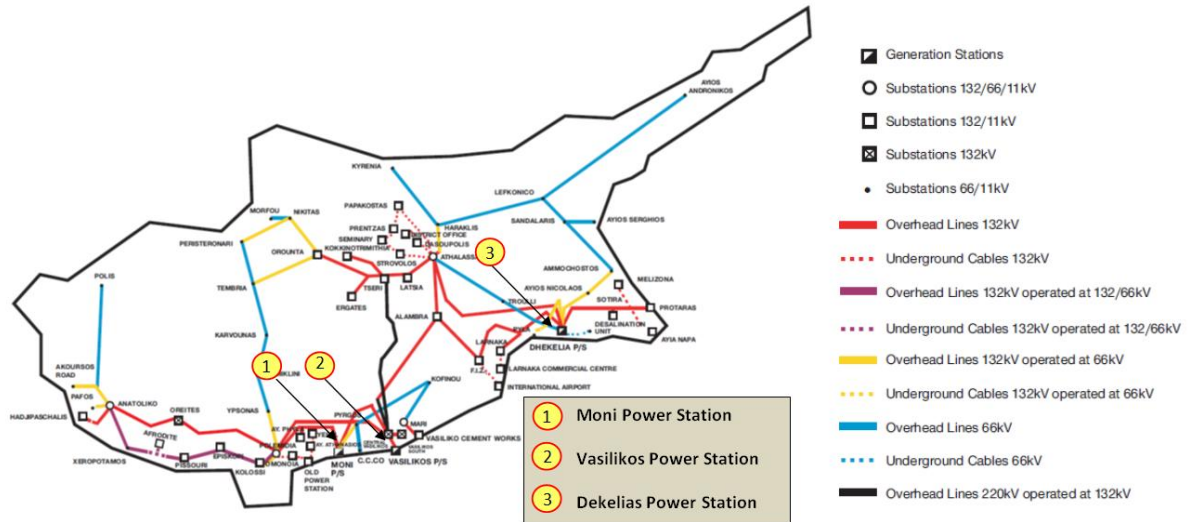 AYIOS
ANDRONIKOS
KYRENIA
LEFKONICO
PAPAKOSTAS
MORFOU
NIKITAS
HARAKLIS
SANDALARIS
AYIOS SERGHIOS
PRENTZAS
DISTRICT OFFICE
SEMINARY
DASOUPOLIS
PERISTERONARI
OROUNTA
KOKKINOTRIMITHIA
STROVOLOS
ATHALASSA
3
AMMOCHOSTOS
MELIZONA
POLIS
TEMBRIA
TSERI
LATSIA
AYIOS NICOLAOS
SOTIRA
ERGATES
TROULLI
PROTARAS
ALAMBRA
DESALINATION
UNIT
KARVOUNAS
LARNAKA
DHEKELIA P/S
AYIA NAPA
1
2
AKOURSOS
ROAD
F.I.Z.
LARNAKA COMMERCIAL CENTRE
PAFOS
KOFINOU
INTERNATIONAL AIRPORT
ANATOLIKO
YPSONAS
HADJIPASCHALIS
OREITES
PYRGOS
MARI
AFRODITE
POLEMIDIA
VASILIKO CEMENT WORKS
XEROPOTAMOS
PISSOURI
EPISKOPI
KOLOSSI
OMONOIA
OLD
POWER
STATION
MONI
P/S
C.C.CO
VASILIKOS P/S
VASILIKOS
SOUTH
1 Moni Power Station
2 Vasilikos Power Station
3 Dekelias Power Station
Generation Stations
Substations 132/66/11kV
Substations 132/11kV
Substations 132kV
Substations 66/11kV
Overhead Lines 132kV
Underground Cables 132kV
Overhead Lines 132kV operated at 132/66kV
Underground Cables 132kV operated at 132/66kV
Overhead Lines 132kV operated at 66kV
Underground Cables 132kV operated at 66kV
Overhead Lines 66kV
Underground Cables 66kV
Overhead Lines 220kV operated at 132kV